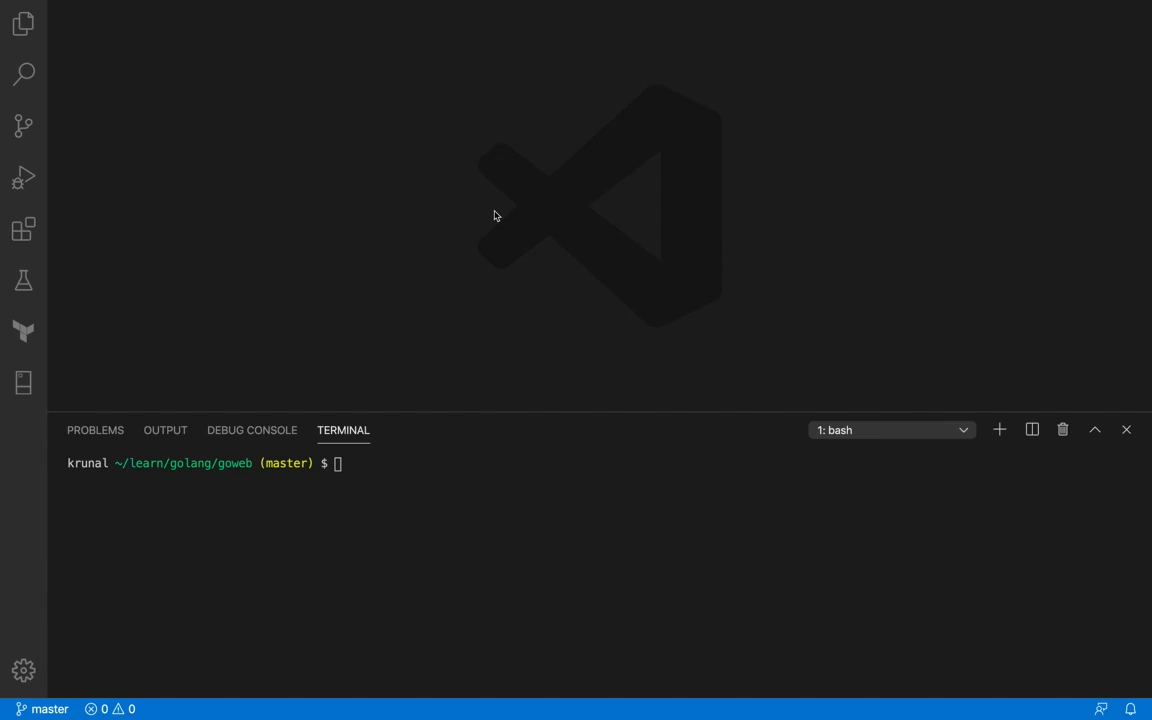 PROBLEMS OUTPUT DEBUG CONSOLE TERMINAL 1: bash
krunal ~/learn/golang/goweb (master) $
master 0 0